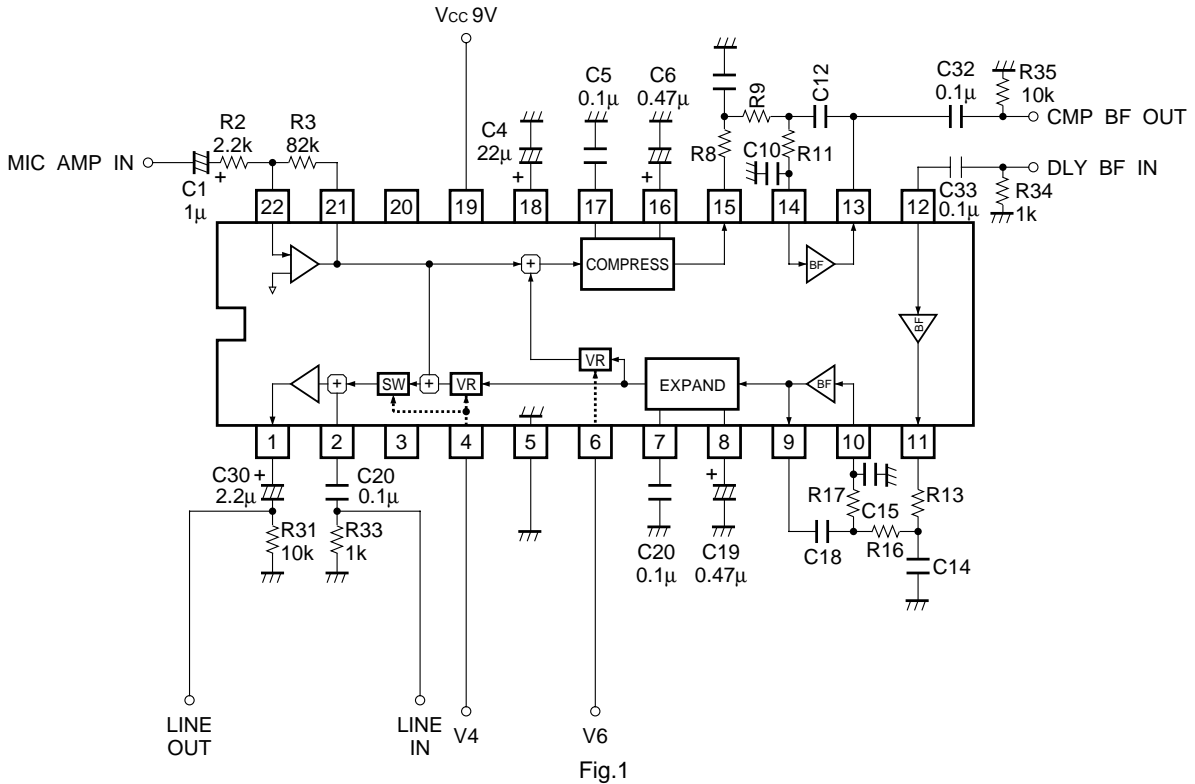 Vcc 9V
C5
0.1μ
C6
0.47μ
C4
22μ
R2
2.2k
R3
82k
MIC AMP IN
C1
1μ
+
+
+
R9
C12
R8
C10
R11
C32
0.1μ
R35
10k
CMP BF OUT
DLY BF IN
C33
0.1μ
R34
1k
22 21 20 19 18 17 16 15 14 13 12
+
COMPRESS
BF
BF
VR
+
SW
+
VR
EXPAND
BF
1 2 3 4 5 6 7 8 9 10 11
C30 +
2.2μ
C20
0.1μ
R31
10k
R33
1k
C20
0.1μ
+
C19
0.47μ
R17
C15
R13
C18
R16
C14
LINE
OUT
LINE
IN
V4
V6
Fig.1